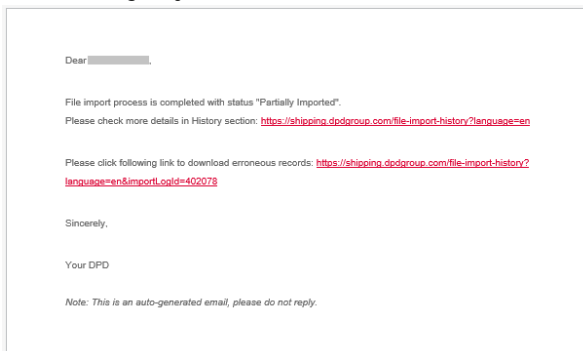 Dear ,
File import process is completed with status "Partially Imported".
Please check more details in History section: https://shipping.dpdgroup.com/file-import-history?language=en
Please click following link to download erroneous records: https://shipping.dpdgroup.com/file-import-history?
language=en&importLogId=402078
Sincerely,
Your DPD
Note: This is an auto-generated email, please do not reply.